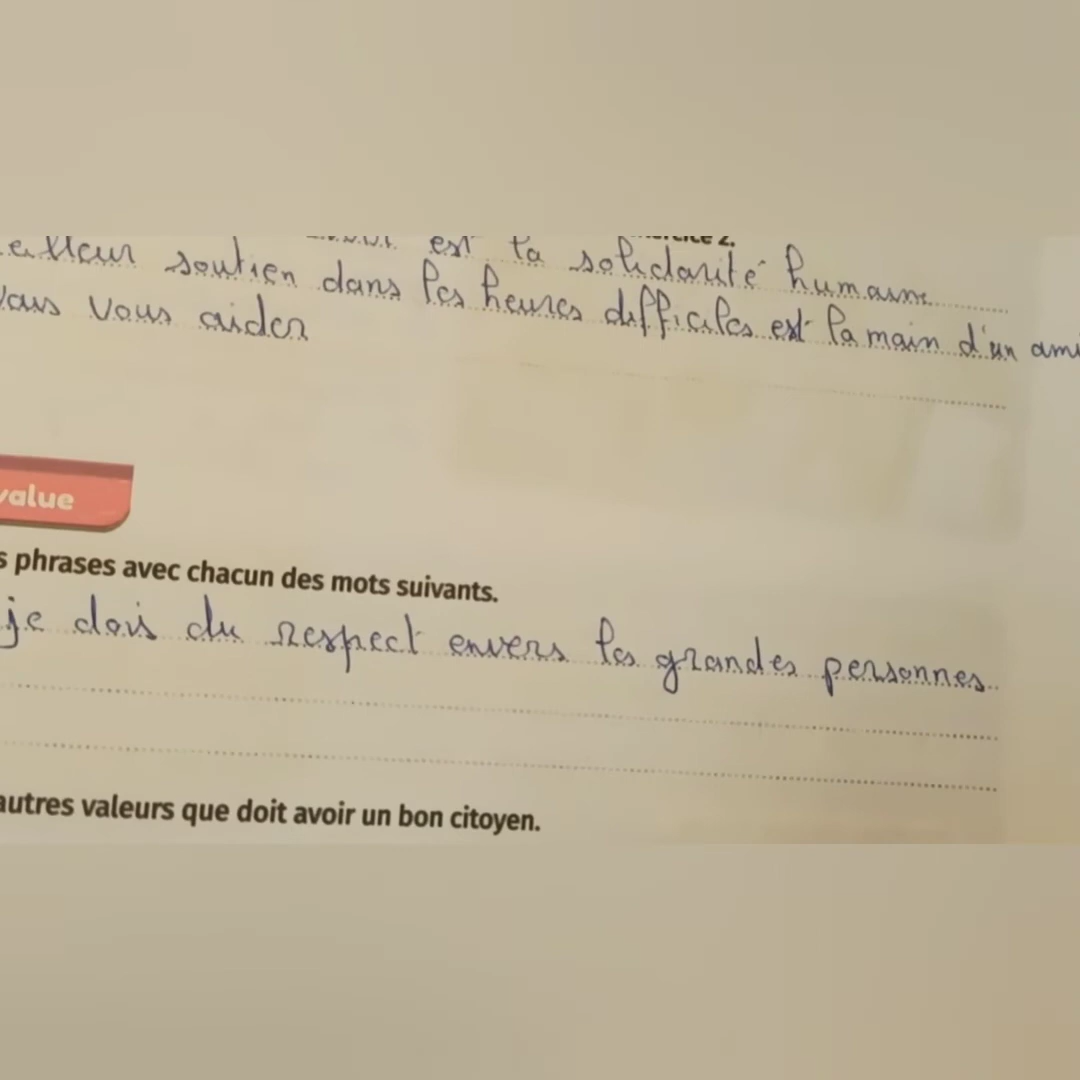 est la solidarité humaine
soutien dans les heures difficiles est la main d'un
vous aider
value
phrases avec chacun des mots suivants.
je dois du respect envers les grandes personnes.
autres valeurs que doit avoir un bon citoyen.